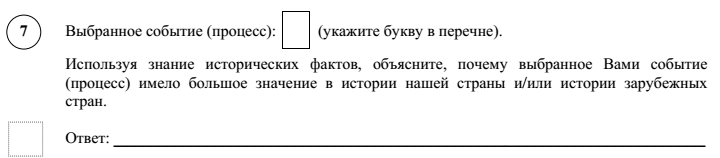 7 Выбранное событие (процесс): (укажите букву в перечне).
Используя знание исторических фактов, объясните, почему выбранное Вами событие
(процесс) имело большое значение в истории нашей страны и/или истории зарубежных
стран.
Ответ: